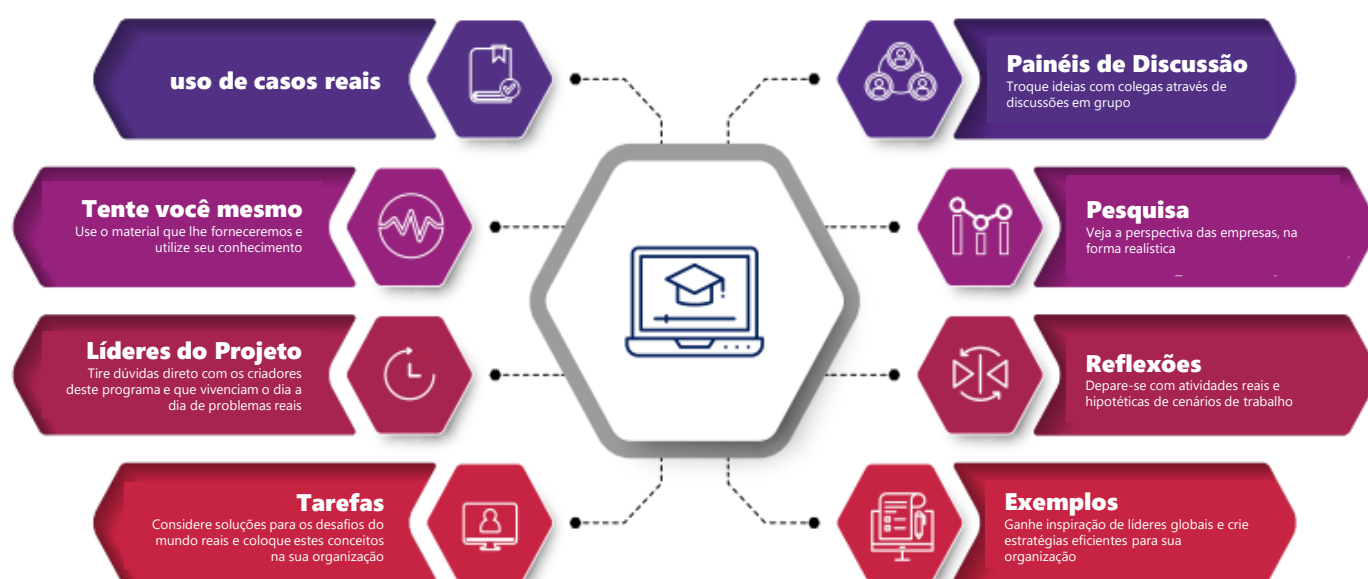 uso de casos reais
Painéis de Discussão
Troque ideias com colegas através de
discussões em grupo
Tente você mesmo
Use o material que lhe forneceremos e
utilize seu conhecimento
Pesquisa
Veja a perspectiva das empresas, na
forma realística
Líderes do Projeto
Tire dúvidas direto com os criadores
deste programa e que vivenciam o dia a
dia de problemas reais
Reflexões
Depare-se com atividades reais e
hipotéticas de cenários de trabalho
Tarefas
Considere soluções para os desafios do
mundo reais e coloque estes conceitos
na sua organização
Exemplos
Ganhe inspiração de líderes globais e crie
estratégias eficientes para sua
organização